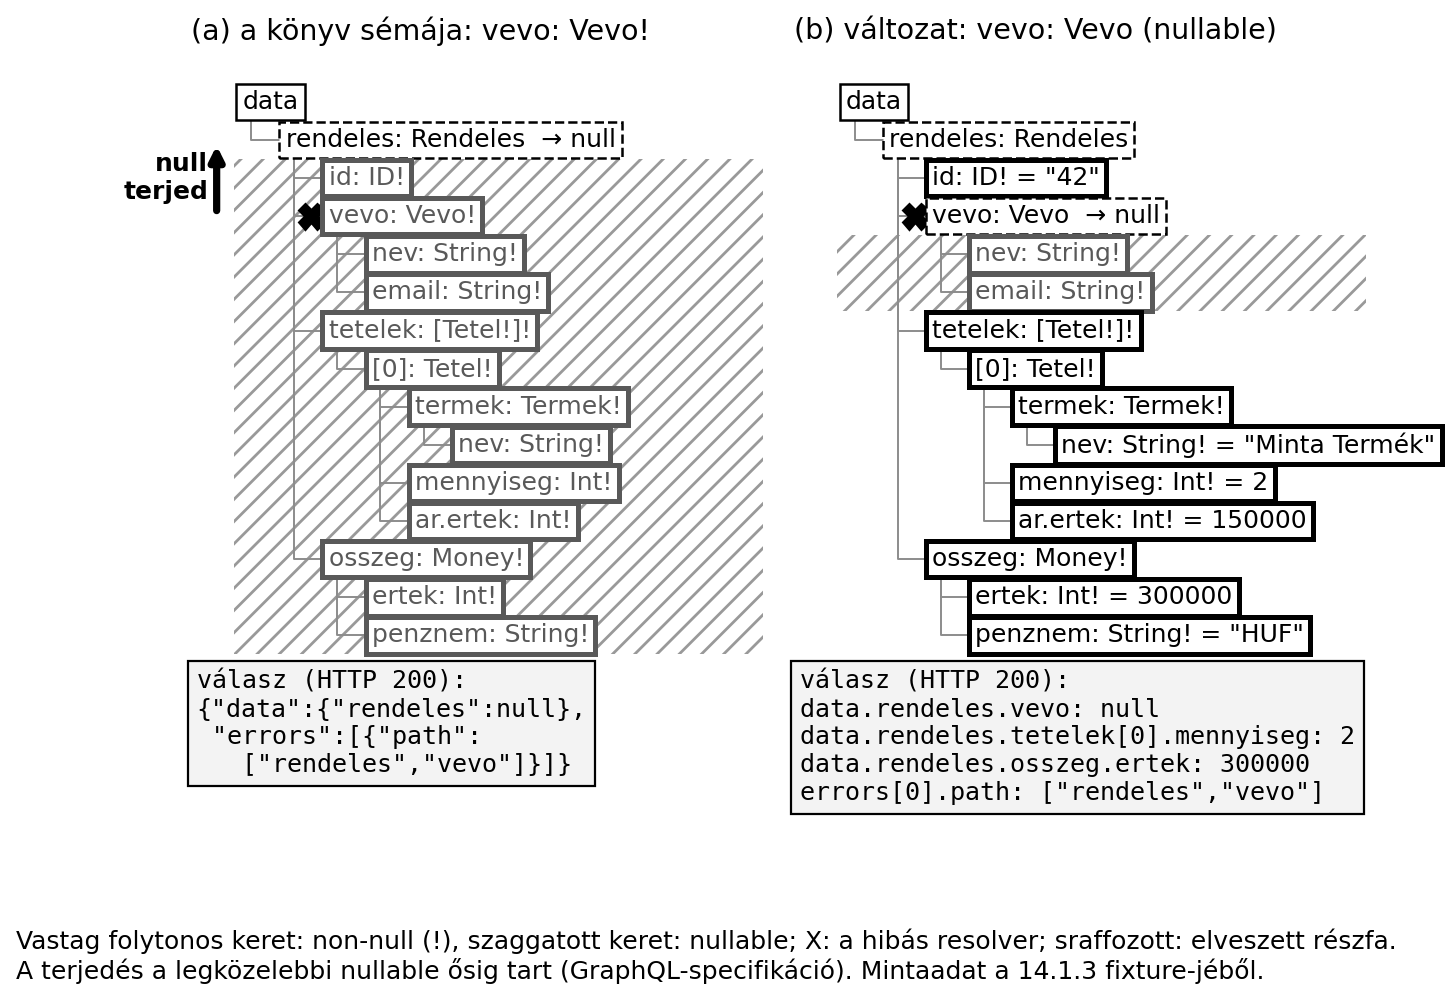 (a) a könyv sémája: vevo: Vevo!
data
rendeles: Rendeles → null
null
terjed
id: ID!
vevo: Vevo!
nev: String!
email: String!
tetelek: [Tetel!]!
[0]: Tetel!
termek: Termek!
nev: String!
mennyiseg: Int!
ar.ertek: Int!
osszeg: Money!
ertek: Int!
penznem: String!
válasz (HTTP 200):
{"data":{"rendeles":null},
"errors":[{"path":
["rendeles","vevo"]}]}
(b) változat: vevo: Vevo (nullable)
data
rendeles: Rendeles
id: ID! = "42"
vevo: Vevo → null
nev: String!
email: String!
tetelek: [Tetel!]!
[0]: Tetel!
termek: Termek!
nev: String! = "Minta Termék"
mennyiseg: Int! = 2
ar.ertek: Int! = 150000
osszeg: Money!
ertek: Int! = 300000
penznem: String! = "HUF"
válasz (HTTP 200):
data.rendeles.vevo: null
data.rendeles.tetelek[0].mennyiseg: 2
data.rendeles.osszeg.ertek: 300000
errors[0].path: ["rendeles","vevo"]
Vastag folytonos keret: non-null (!), szaggatott keret: nullable; X: a hibás resolver; sraffozott: elveszett részfa.
A terjedés a legközelebbi nullable ősig tart (GraphQL-specifikáció). Mintaadat a 14.1.3 fixture-jéből.